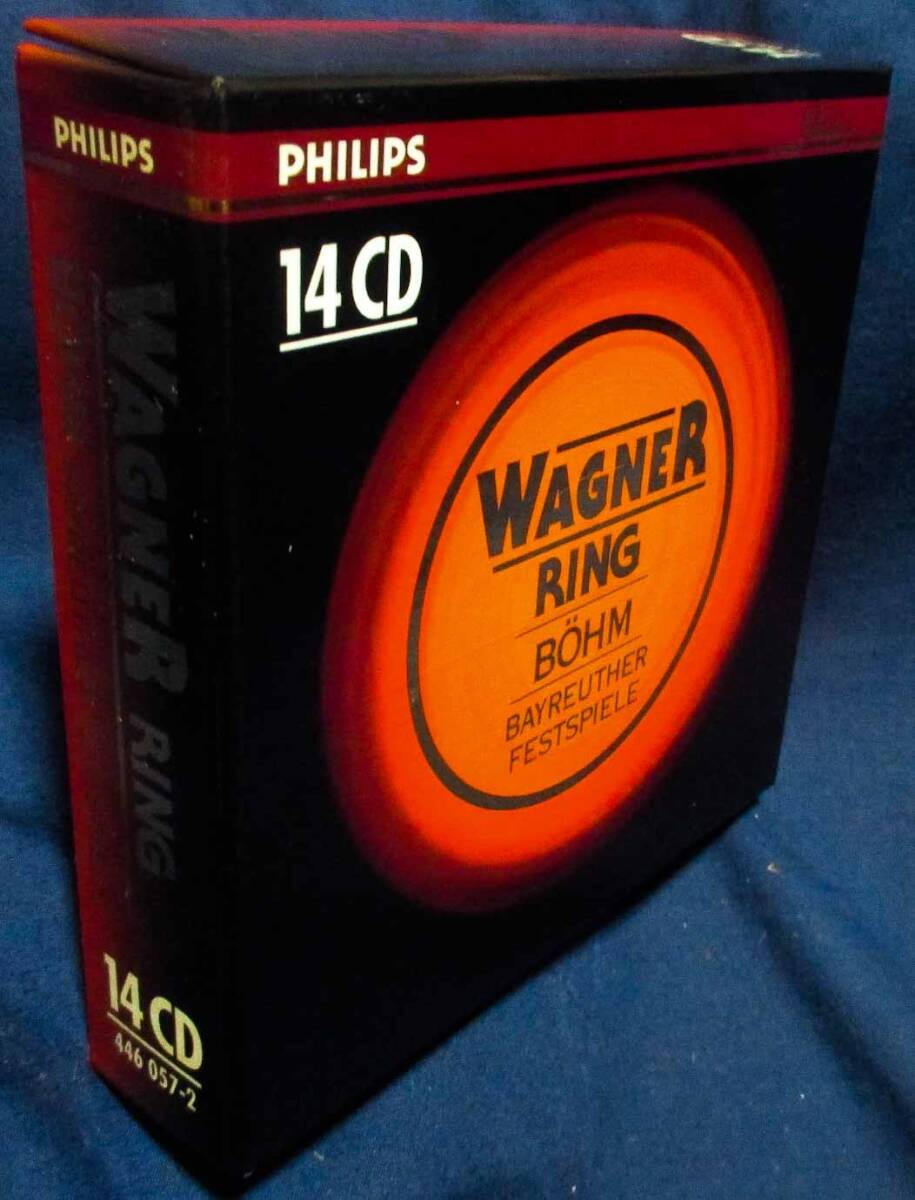 PHILIPS
WAGNER RING
14 CD
446 057-2
PHILIPS
14 CD
WAGNER
RING
BÖHM
BAYREUTHER
FESTSPIELE